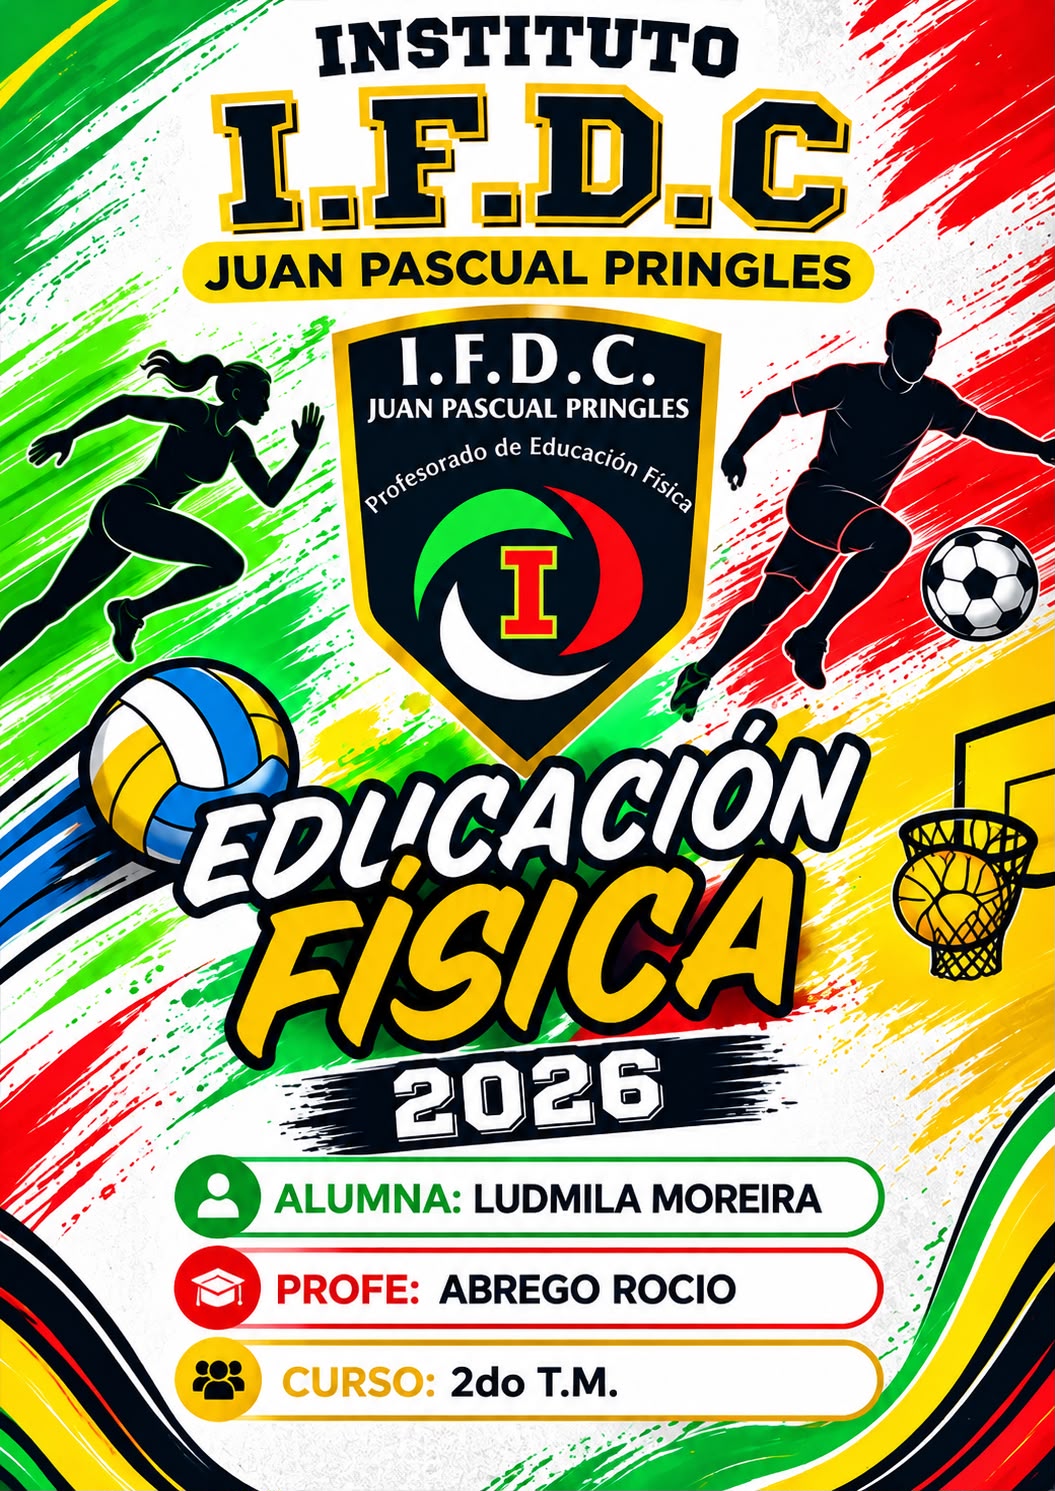 INSTITUTO
I.F.D.C
JUAN PASCUAL PRINGLES
I.F.D.C.
JUAN PASCUAL PRINGLES
Profesorado de Educación Física
I
EDUCACIÓN
FÍSICA
2026
ALUMNA: LUDMILA MOREIRA
PROFE: ABREGO ROCIO
CURSO: 2do T.M.